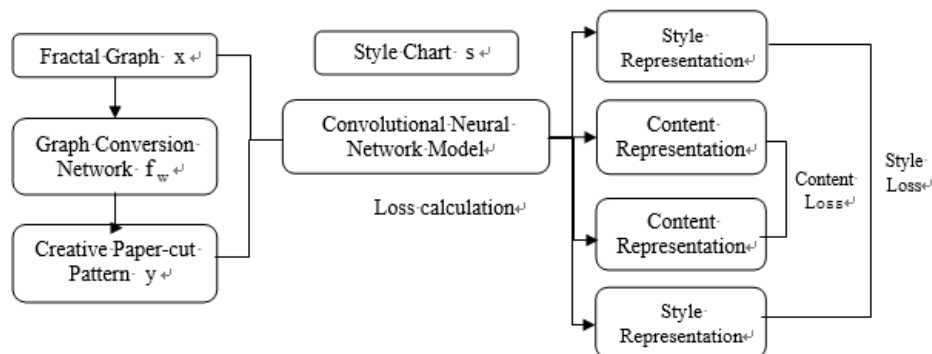 Fractal Graph x
Graph Conversion
Network f_w
Creative Paper-cut
Pattern y
Style Chart s
Convolutional Neural
Network Model
Loss calculation
Style
Representation
Content
Representation
Content
Representation
Style
Representation
Content
Loss
Style
Loss